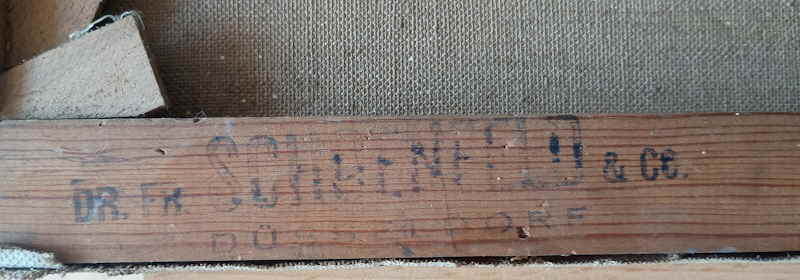 DR. FR. SCHOENFELD & CO.
DÜSSELDORF